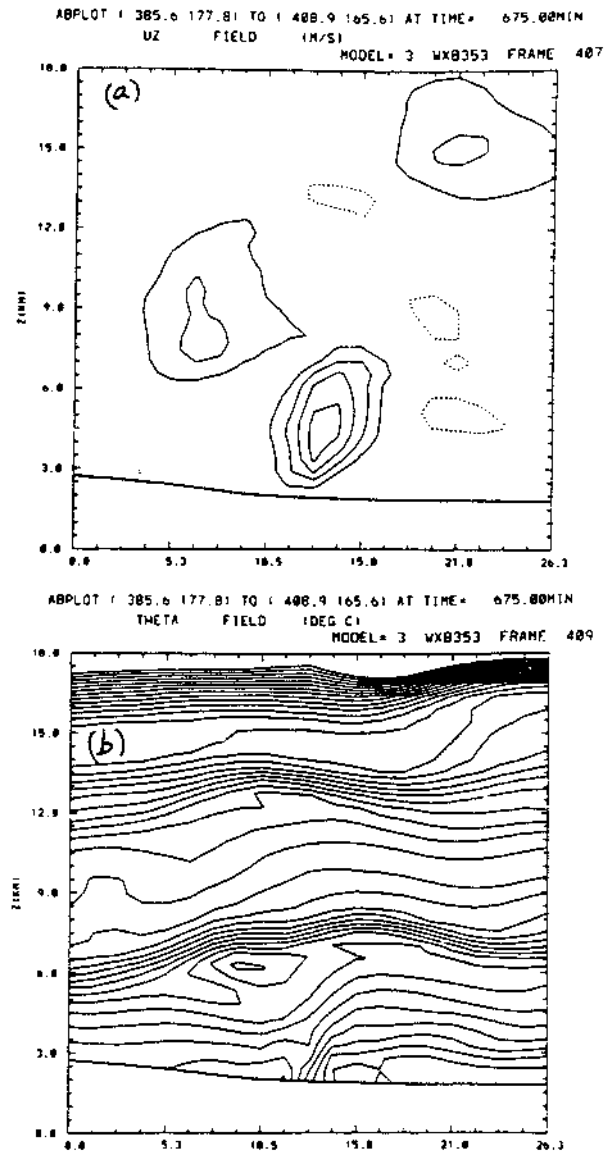 ABPLOT ( 385.6 177.8) TO ( 408.9 165.6) AT TIME= 675.00MIN
UZ FIELD (M/S)
MODEL= 3 WX8353 FRAME 407
18.0
(a)
15.0
12.0
9.0
Z(KM)
6.0
3.0
0.0
0.0 5.3 10.5 15.8 21.0 26.3
ABPLOT ( 385.6 177.8) TO ( 408.9 165.6) AT TIME= 675.00MIN
THETA FIELD (DEG C)
MODEL= 3 WX8353 FRAME 409
18.0
(b)
15.0
12.0
9.0
Z(KM)
6.0
3.0
0.0
0.0 5.3 10.5 15.8 21.0 26.3